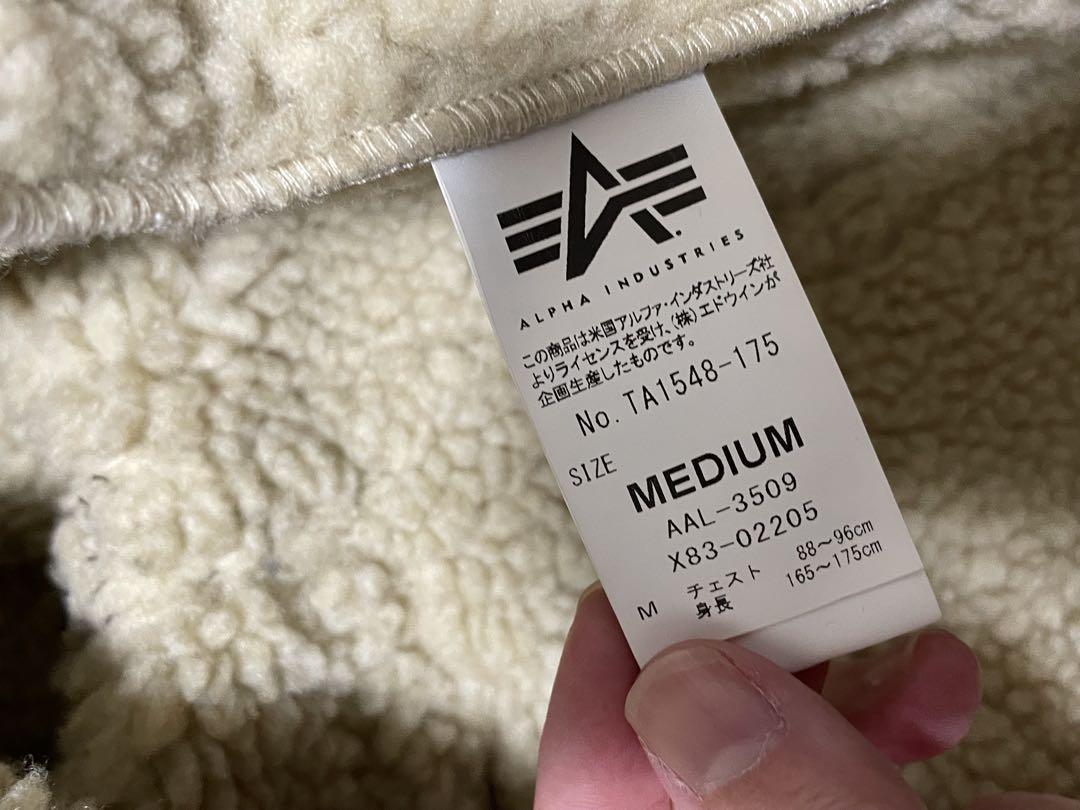 ALPHA INDUSTRIES
この商品は米国アルファ・インダストリーズ社
よりライセンスを受け、(株)エドウインが
企画生産したものです。
No. TA1548-175
SIZE
MEDIUM
AAL-3509
X83-02205
M チェスト 88～96cm
身長 165～175cm